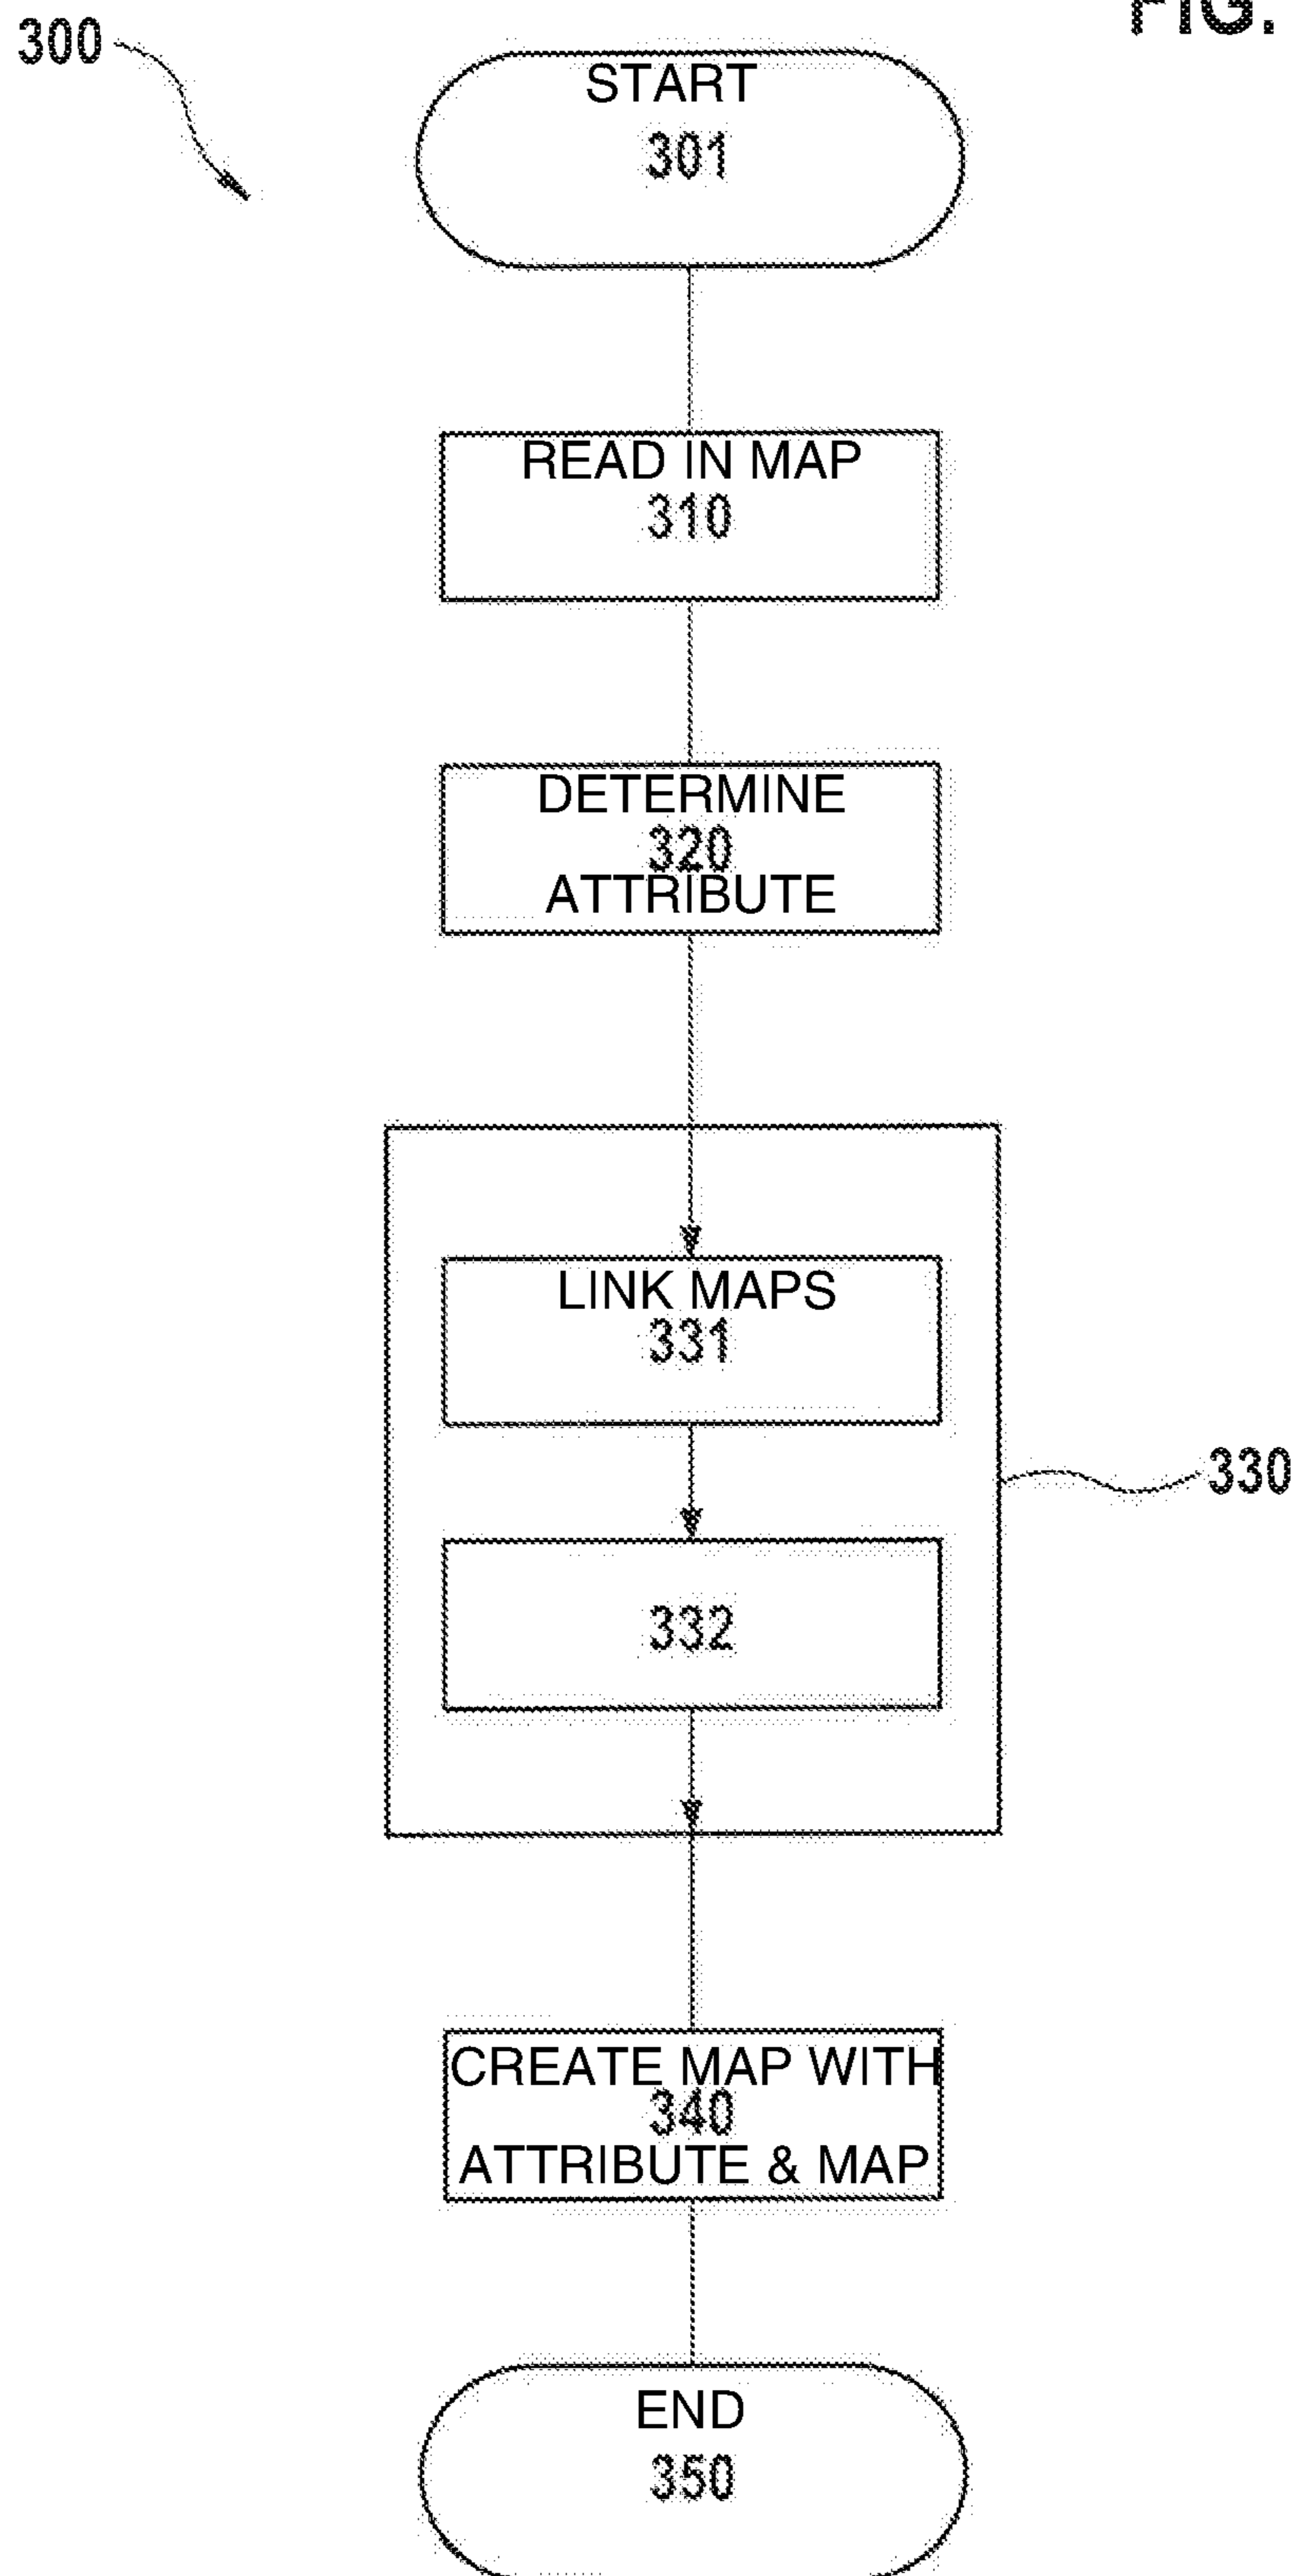 FIG.
300
START
301
READ IN MAP
310
DETERMINE
320
ATTRIBUTE
LINK MAPS
331
330
332
CREATE MAP WITH
340
ATTRIBUTE & MAP
END
350